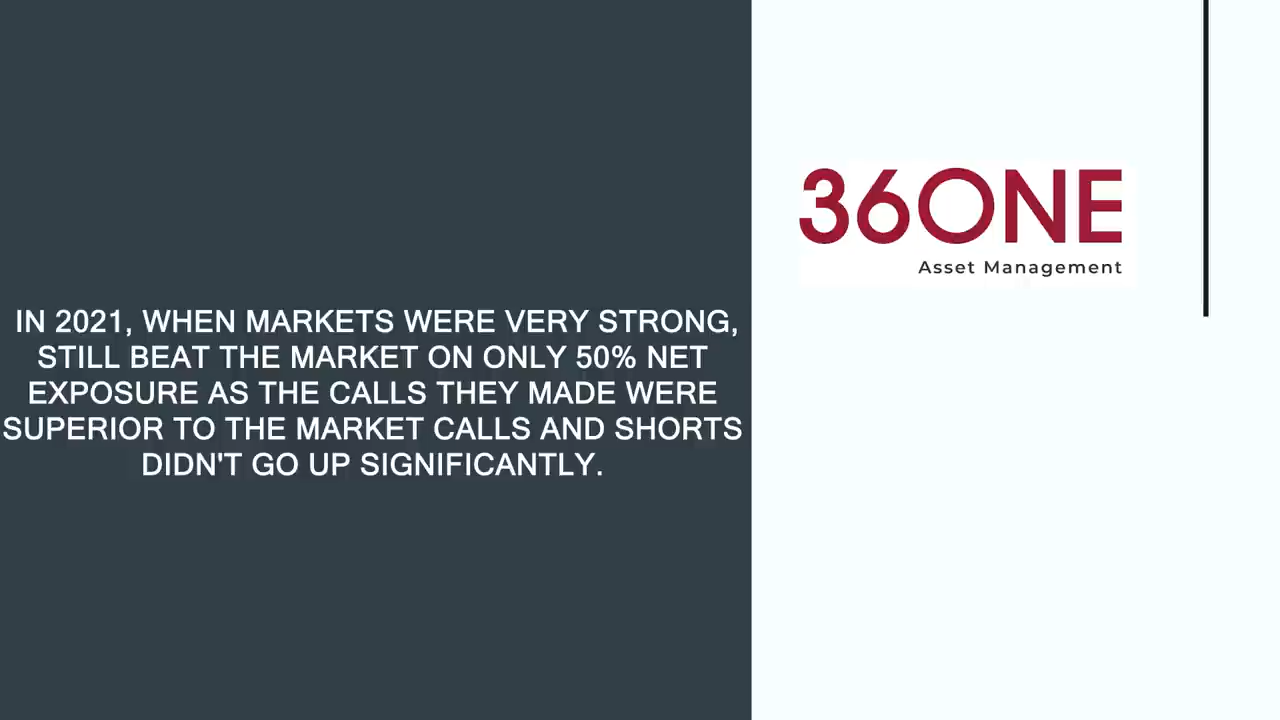 IN 2021, WHEN MARKETS WERE VERY STRONG,
STILL BEAT THE MARKET ON ONLY 50% NET
EXPOSURE AS THE CALLS THEY MADE WERE
SUPERIOR TO THE MARKET CALLS AND SHORTS
DIDN'T GO UP SIGNIFICANTLY.
36ONE
Asset Management